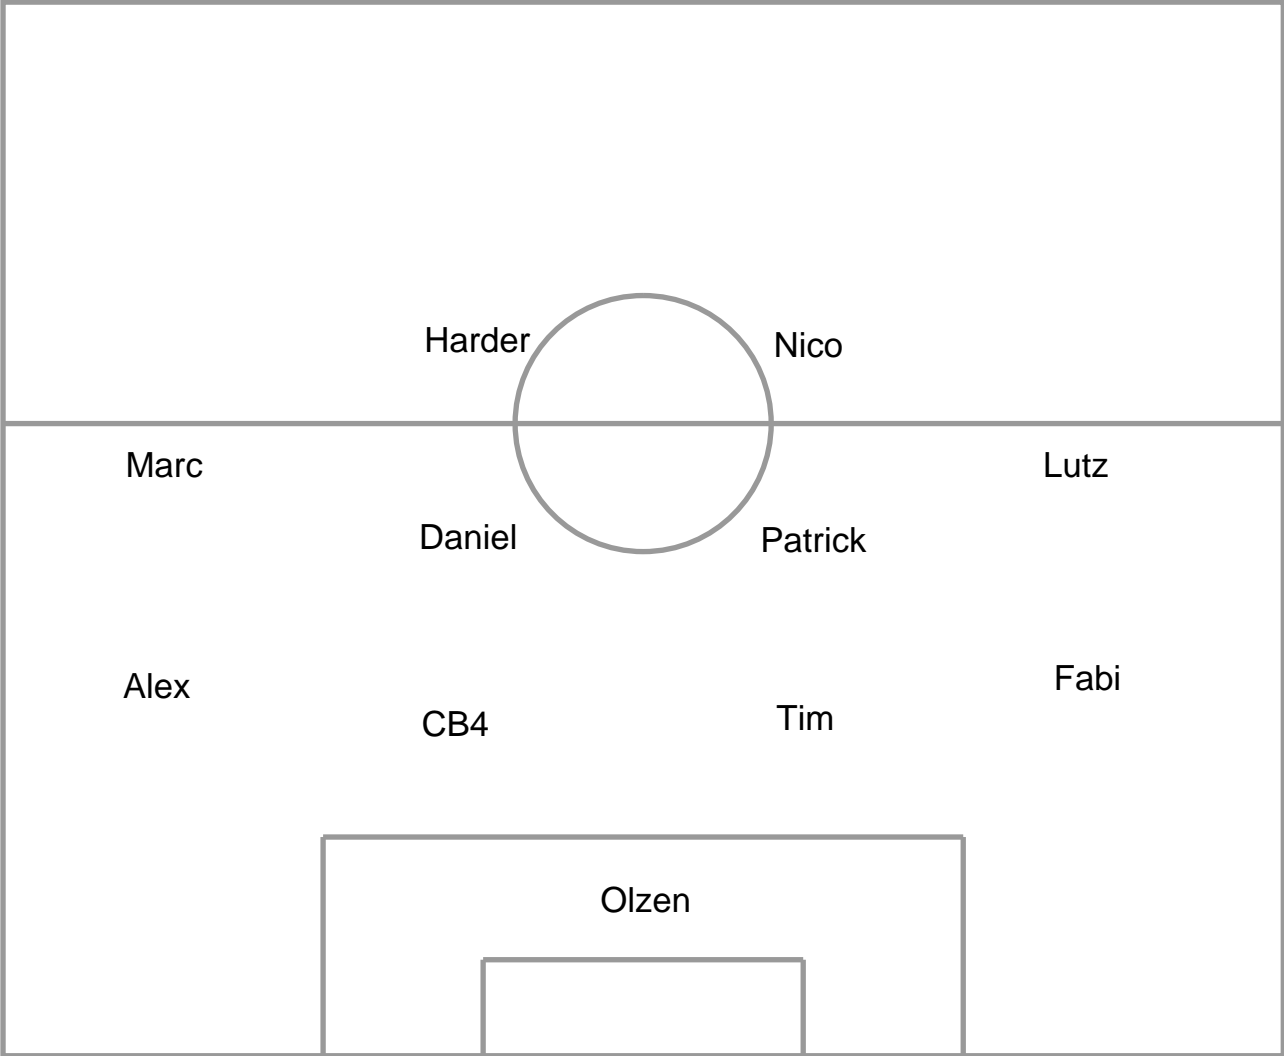 Harder
Nico
Marc
Lutz
Daniel
Patrick
Alex
Fabi
CB4
Tim
Olzen